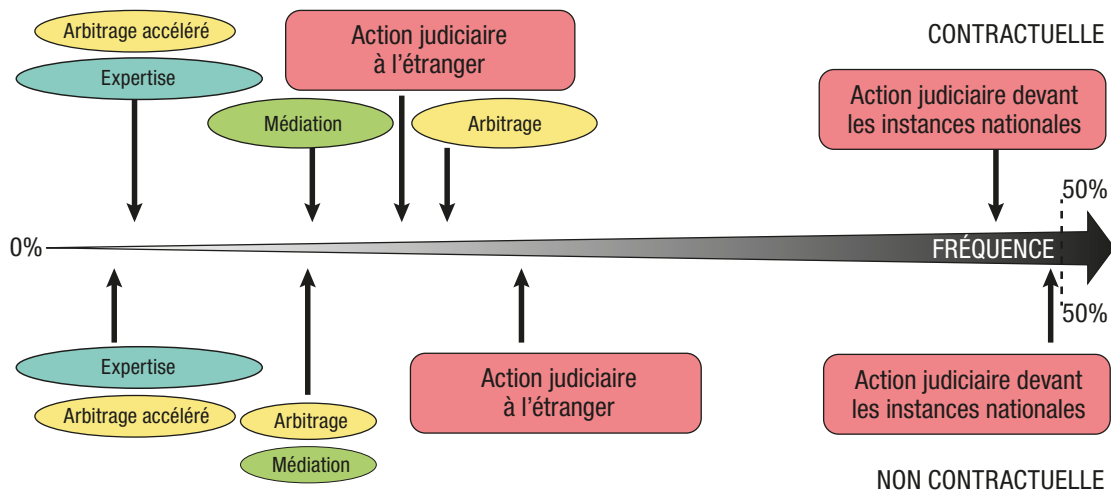 Arbitrage accéléré
Expertise
Action judiciaire
à l’étranger
CONTRACTUELLE
Médiation
Arbitrage
Action judiciaire devant
les instances nationales
50%
0%
FRÉQUENCE
50%
Expertise
Arbitrage accéléré
Arbitrage
Médiation
Action judiciaire
à l’étranger
Action judiciaire devant
les instances nationales
NON CONTRACTUELLE